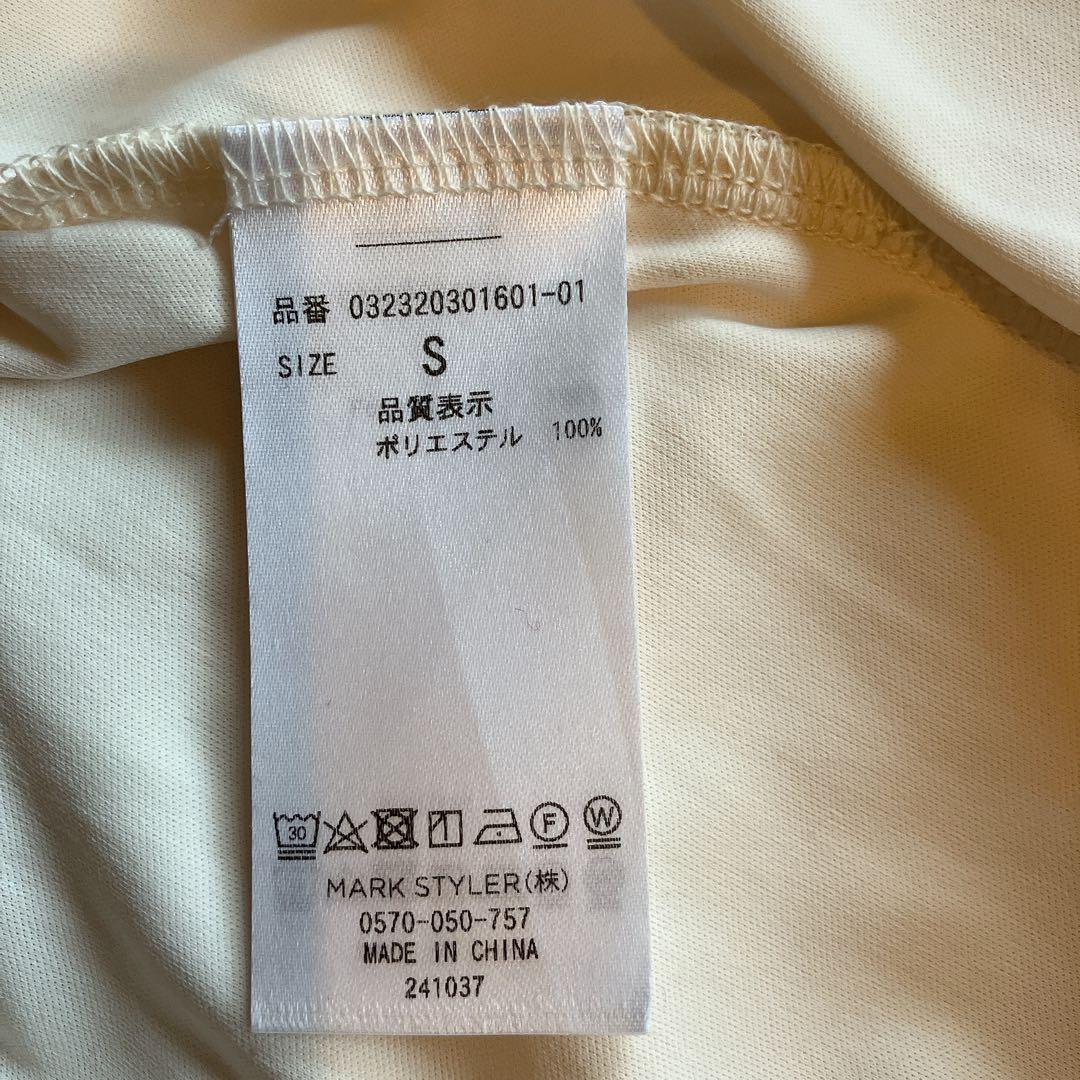 品番 032320301601-01
SIZE S
品質表示
ポリエステル 100%
30 F W
MARK STYLER(株)
0570-050-757
MADE IN CHINA
241037